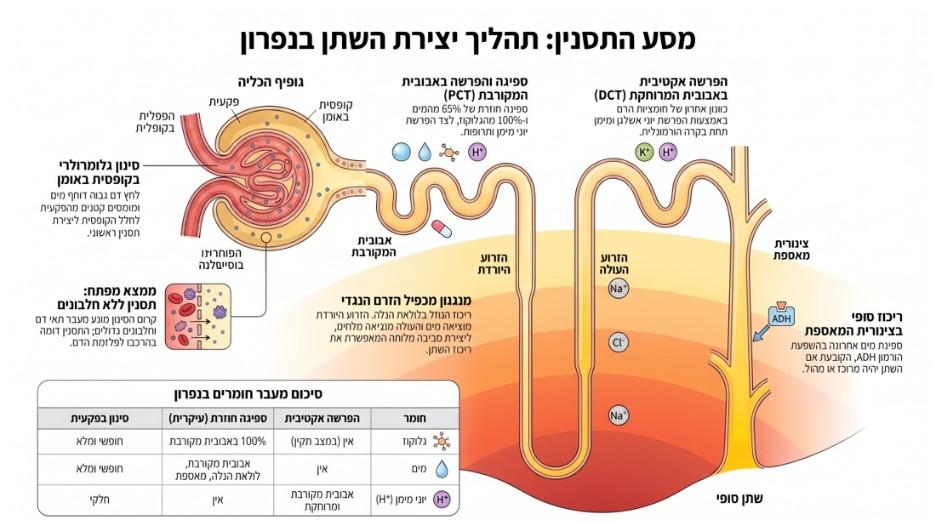 מסע התסנין: תהליך יצירת השתן בנפרון
גופיף הכליה
פקעית
קופסית
באומן
הפפלית
בקופלית
סינון גלומרולרי
בקופסית באומן
לחץ דם גבוה דוחף מים
ומומסים קטנים מהפקעית
לחלל הקופסית ליצירת
תסנין ראשוני.
ממצא מפתח:
תסנין ללא חלבונים
קרום הסינון מונע מעבר תאי דם
וחלבונים גדולים; התסנין דומה
בהרכבו לפלזמת הדם.
ספיגה והפרשה באבובית
המקורבת (PCT)
ספיגה חוזרת של 65% מהמים
ו-100% מהגלוקוז, לצד הפרשת
יוני מימן ותרופות.
H⁺
אבובית
המקורבת
הפרשה אקטיבית
באבובית המרוחקת (DCT)
כוונון אחרון של חומציות הדם
באמצעות הפרשת יוני אשלגן ומימן
תחת בקרה הורמונלית.
K⁺
H⁺
הזרוע
היורדת
הזרוע
העולה
Na⁺
Cl⁻
Na⁺
מנגנון מכפיל הזרם הנגדי
ריכוז הנוזל בלולאת הנלה. הזרוע היורדת
מוציאה מים והעולה
ליצירת סביבה מלוחה המאפשרת את
ריכוז השתן.
צינורית
מאספת
ADH
ריכוז סופי
בצינורית המאספת
ספיגת מים אחרונה בהשפעת
הורמון ADH, הקובעת אם
השתן יהיה מרוכז או מהול.
שתן סופי
סיכום מעבר חומרים בנפרון
חומר הפרשה אקטיבית ספיגה חוזרת (עיקרית) סינון בפקעית
גלוקוז אין (במצב תקין) 100% באבובית מקורבת חופשי ומלא
מים אין אבובית מקורבת, לולאת הנלה, מאספת חופשי ומלא
H⁺ יוני מימן (H⁺) אבובית מקורבת ומרוחקת אין חלקי